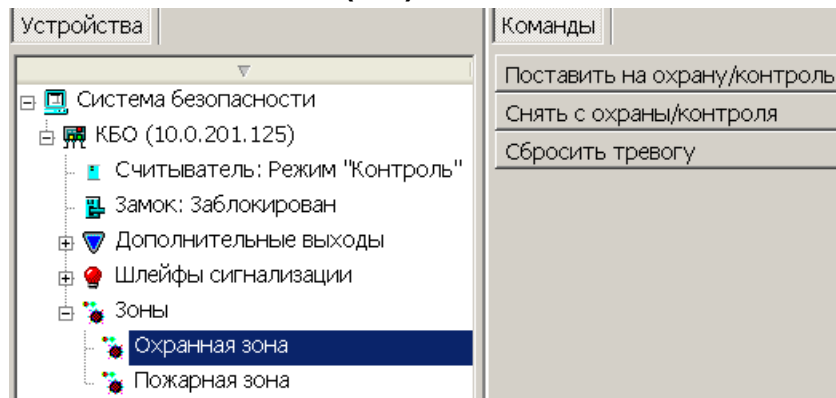 Устройства
Система безопасности
КБО (10.0.201.125)
Считыватель: Режим "Контроль"
Замок: Заблокирован
Дополнительные выходы
Шлейфы сигнализации
Зоны
Охранная зона
Пожарная зона
Команды
Поставить на охрану/контроль
Снять с охраны/контроля
Сбросить тревогу